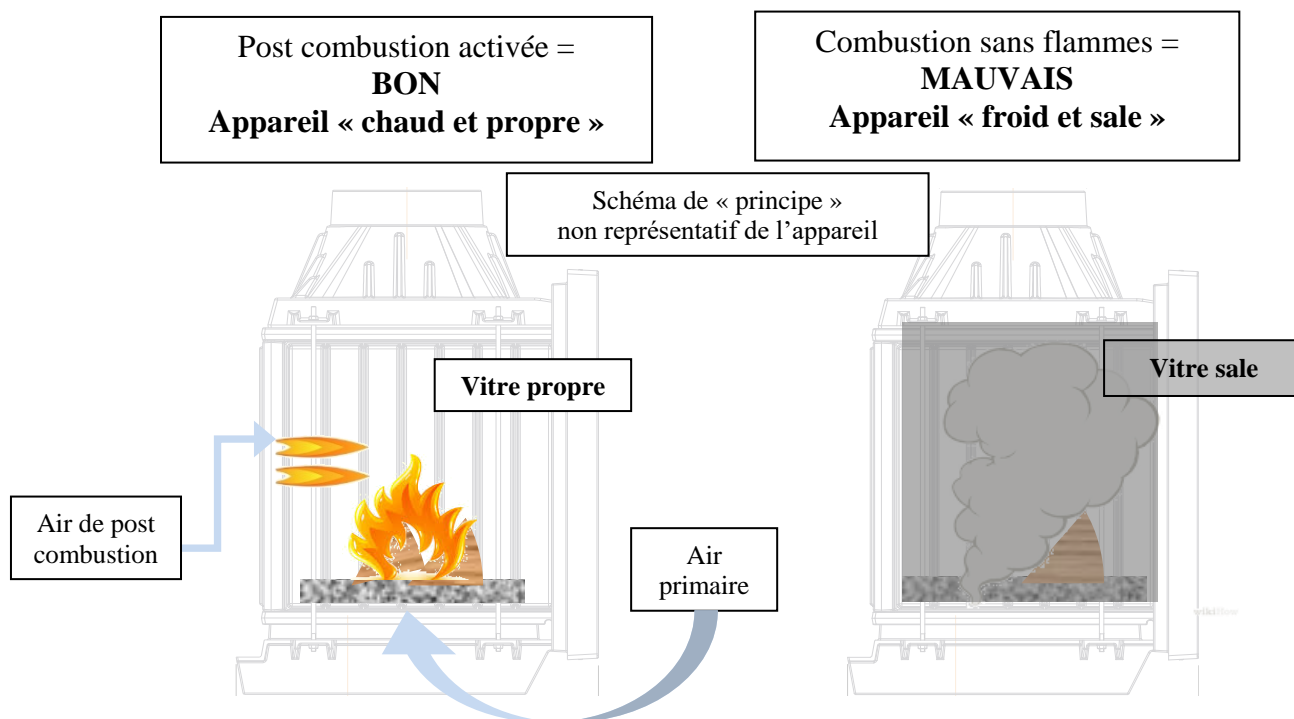 Post combustion activée =
BON
Appareil « chaud et propre »
Combustion sans flammes =
MAUVAIS
Appareil « froid et sale »
Schéma de « principe »
non représentatif de l’appareil
Vitre propre
Vitre sale
Air de post
combustion
Air
primaire
wikiHow